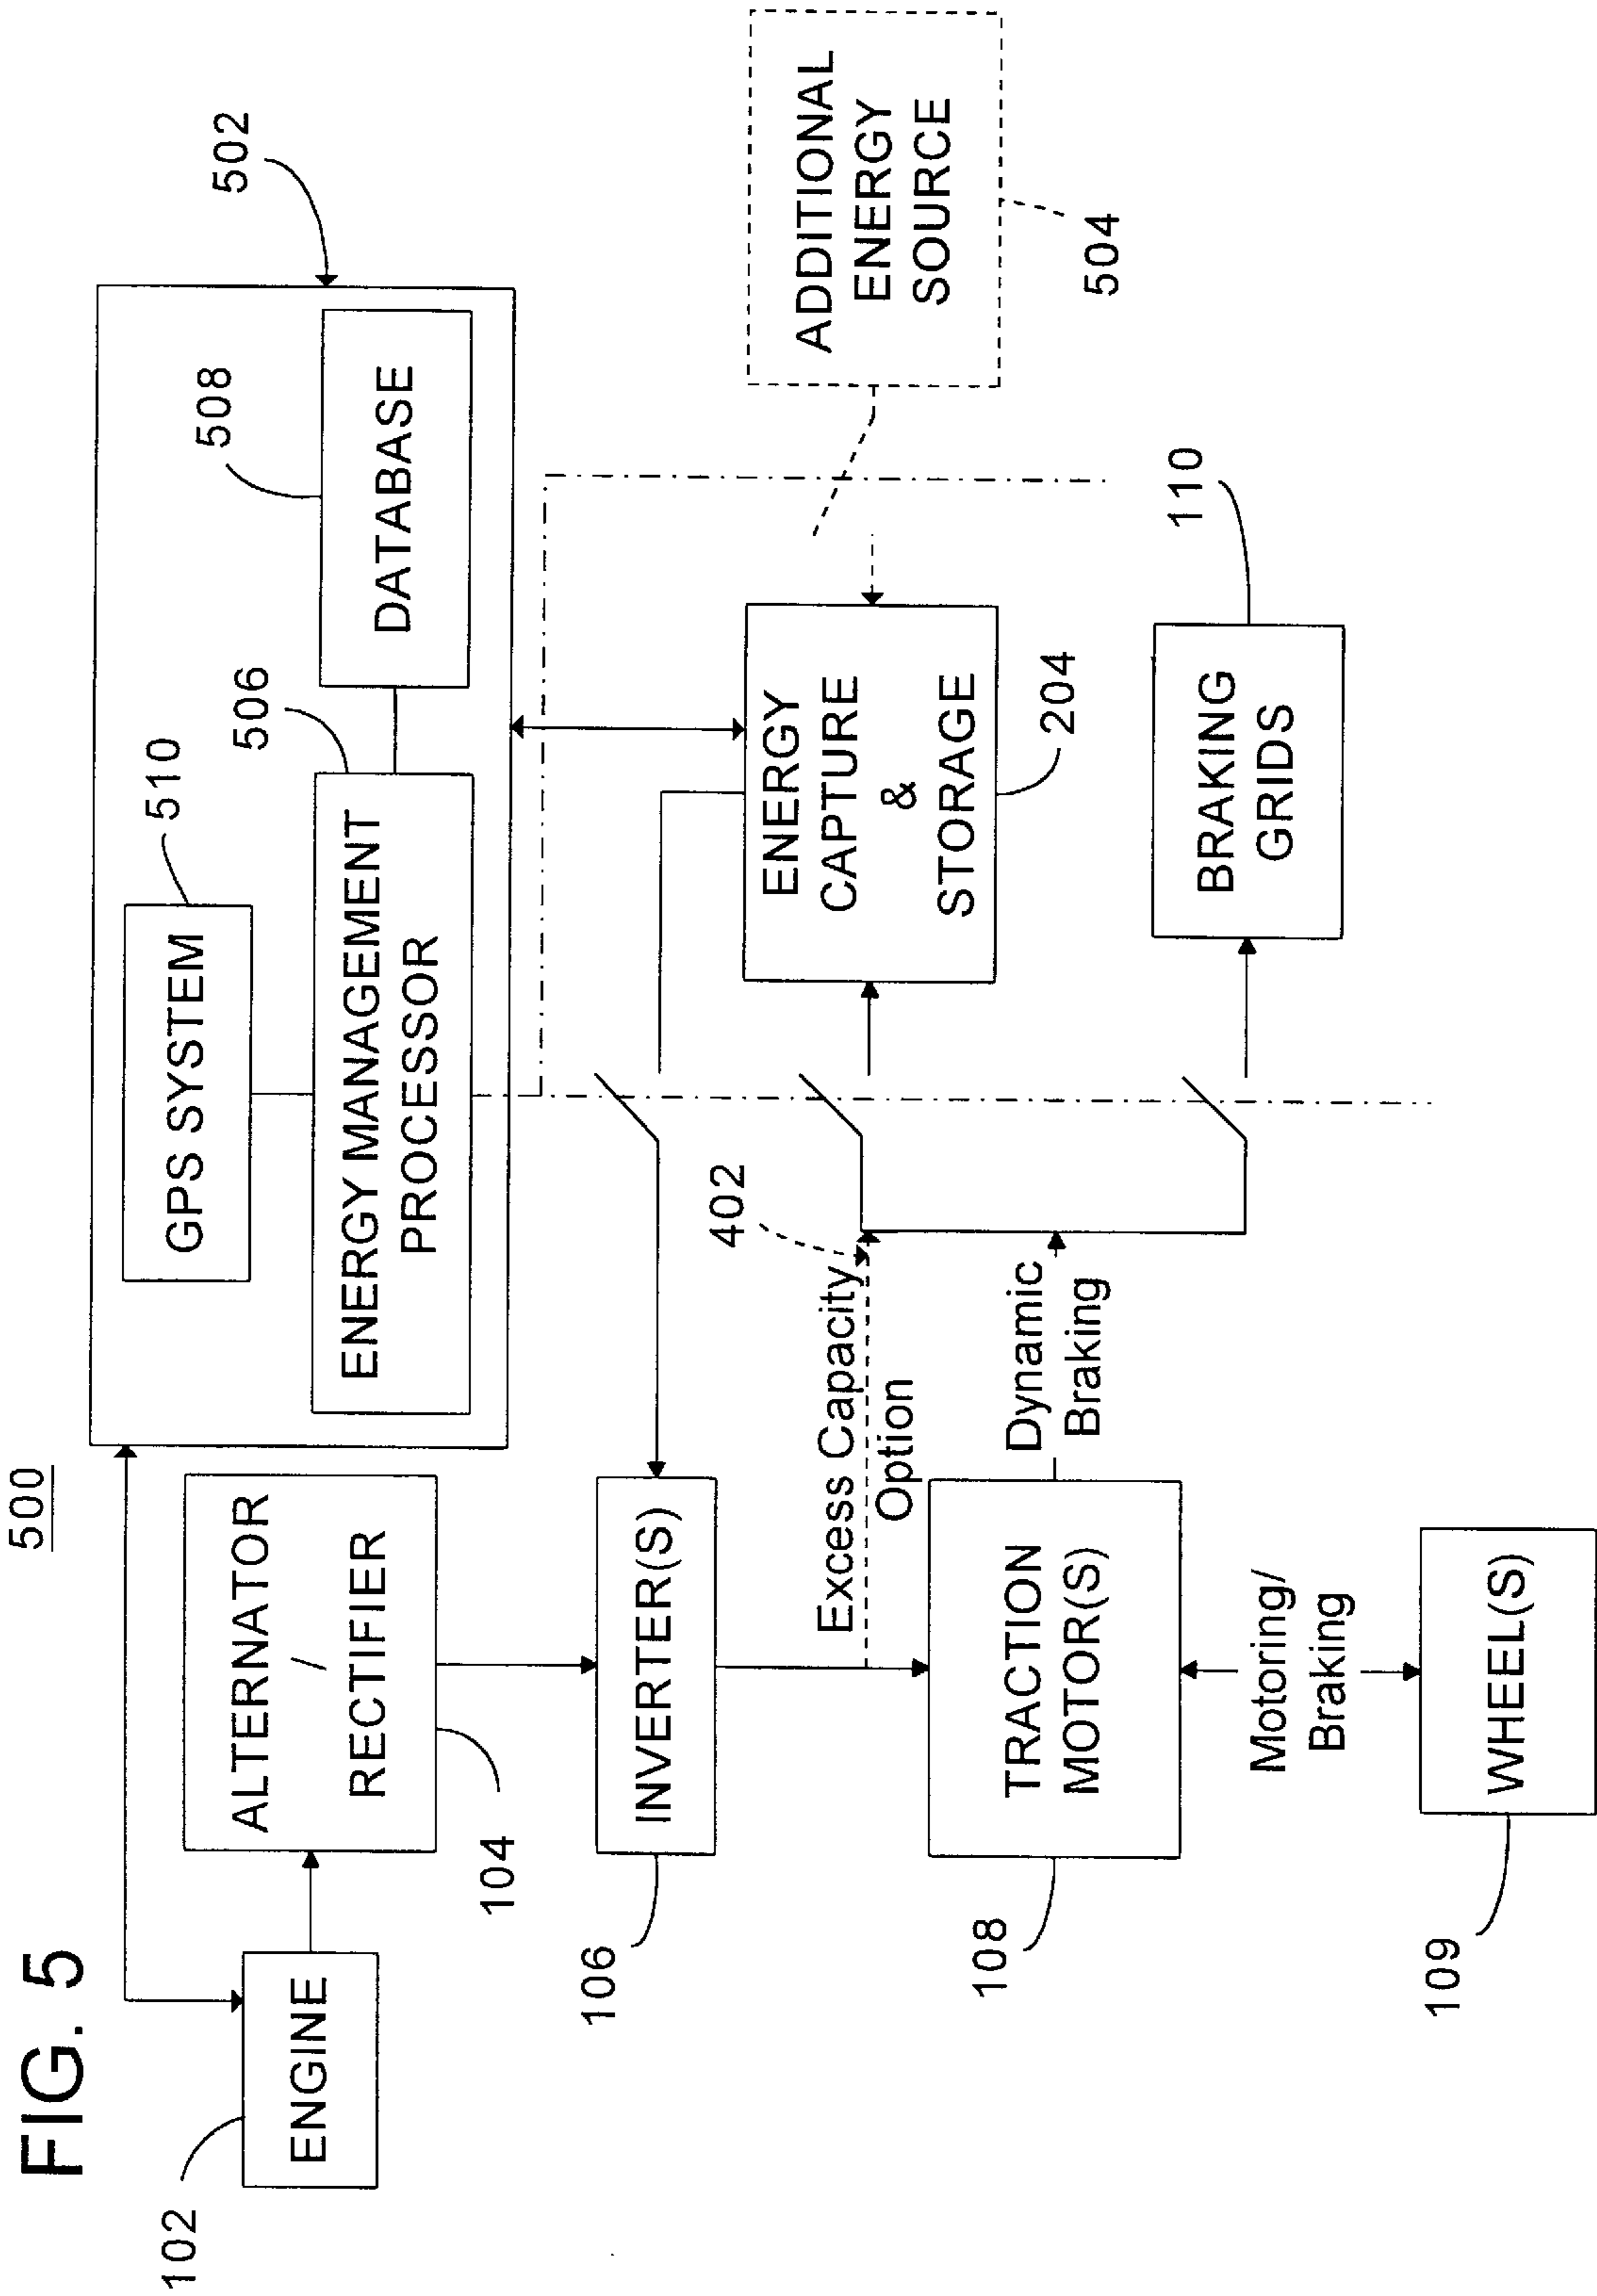 FIG. 5
500
102
ENGINE
ALTERNATOR
/
RECTIFIER
104
GPS SYSTEM
510
ENERGY MANAGEMENT
PROCESSOR
506
DATABASE
508
502
INVERTER(S)
106
Excess Capacity
Option
402
ENERGY
CAPTURE
&
STORAGE
204
ADDITIONAL
ENERGY
SOURCE
504
TRACTION
MOTOR(S)
108
Dynamic
Braking
BRAKING
GRIDS
110
Motoring/
Braking
WHEEL(S)
109